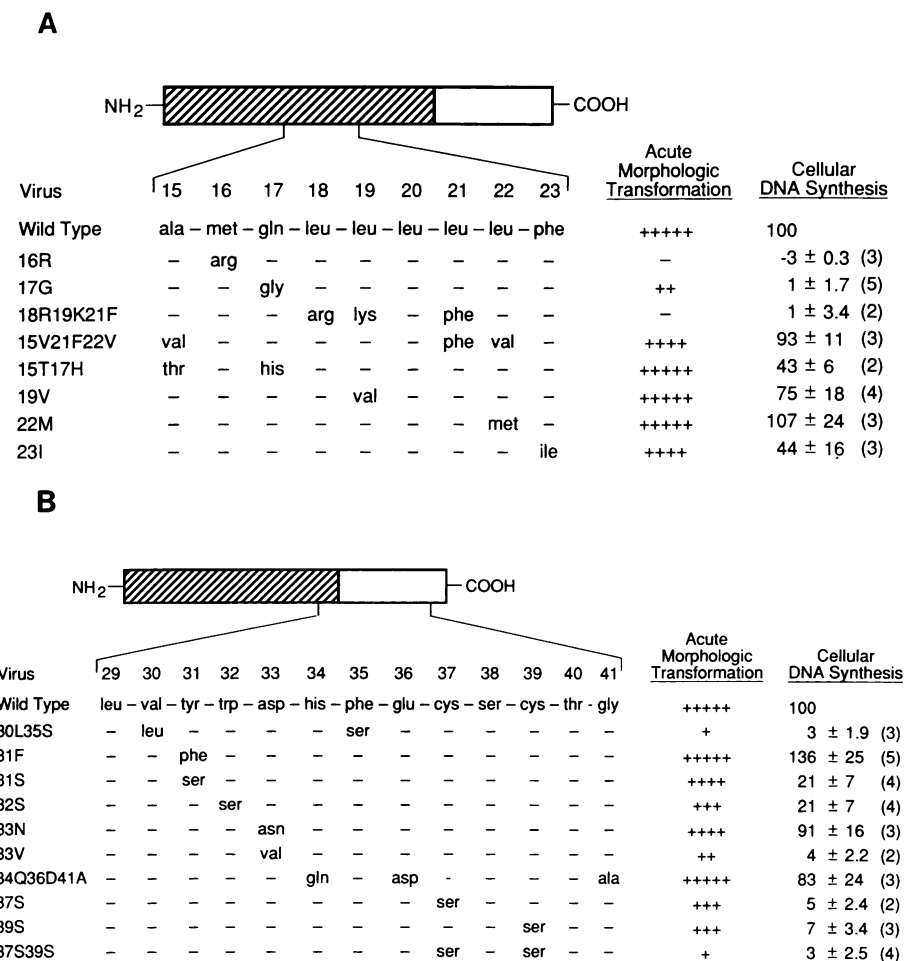 A
NH2 COOH
Acute Morphologic Transformation
Cellular DNA Synthesis
Virus 15 16 17 18 19 20 21 22 23
Wild Type ala – met – gln – leu – leu – leu – leu – leu – phe +++++ 100
16R – arg – – – – – – – – -3 ± 0.3 (3)
17G – – gly – – – – – – ++ 1 ± 1.7 (5)
18R19K21F – – – arg lys – phe – – – 1 ± 3.4 (2)
15V21F22V val – – – – – phe val – ++++ 93 ± 11 (3)
15T17H thr – his – – – – – – +++++ 43 ± 6 (2)
19V – – – – val – – – – +++++ 75 ± 18 (4)
22M – – – – – – – met – +++++ 107 ± 24 (3)
23I – – – – – – – – ile ++++ 44 ± 16 (3)
B
NH2 COOH
Acute Morphologic Transformation
Cellular DNA Synthesis
Virus 29 30 31 32 33 34 35 36 37 38 39 40 41
Wild Type leu – val – tyr – trp – asp – his – phe – glu – cys – ser – cys – thr - gly +++++ 100
30L35S – leu – – – – ser – – – – – – + 3 ± 1.9 (3)
31F – – phe – – – – – – – – – – +++++ 136 ± 25 (5)
31S – – ser – – – – – – – – – – ++++ 21 ± 7 (4)
32S – – – ser – – – – – – – – – +++ 21 ± 7 (4)
33N – – – – asn – – – – – – – – ++++ 91 ± 16 (3)
33V – – – – val – – – – – – – – ++ 4 ± 2.2 (2)
34Q36D41A – – – – – gln – asp - – – – ala +++++ 83 ± 24 (3)
37S – – – – – – – – ser – – – – +++ 5 ± 2.4 (2)
39S – – – – – – – – – – ser – – +++ 7 ± 3.4 (3)
37S39S – – – – – – – – ser – ser – – + 3 ± 2.5 (4)